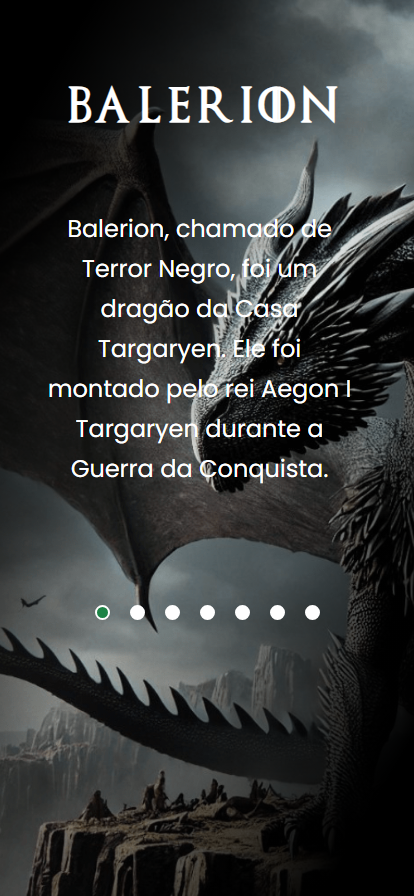 BALERION
Balerion, chamado de
Terror Negro, foi um
dragão da Casa
Targaryen. Ele foi
montado pelo rei Aegon I
Targaryen durante a
Guerra da Conquista.